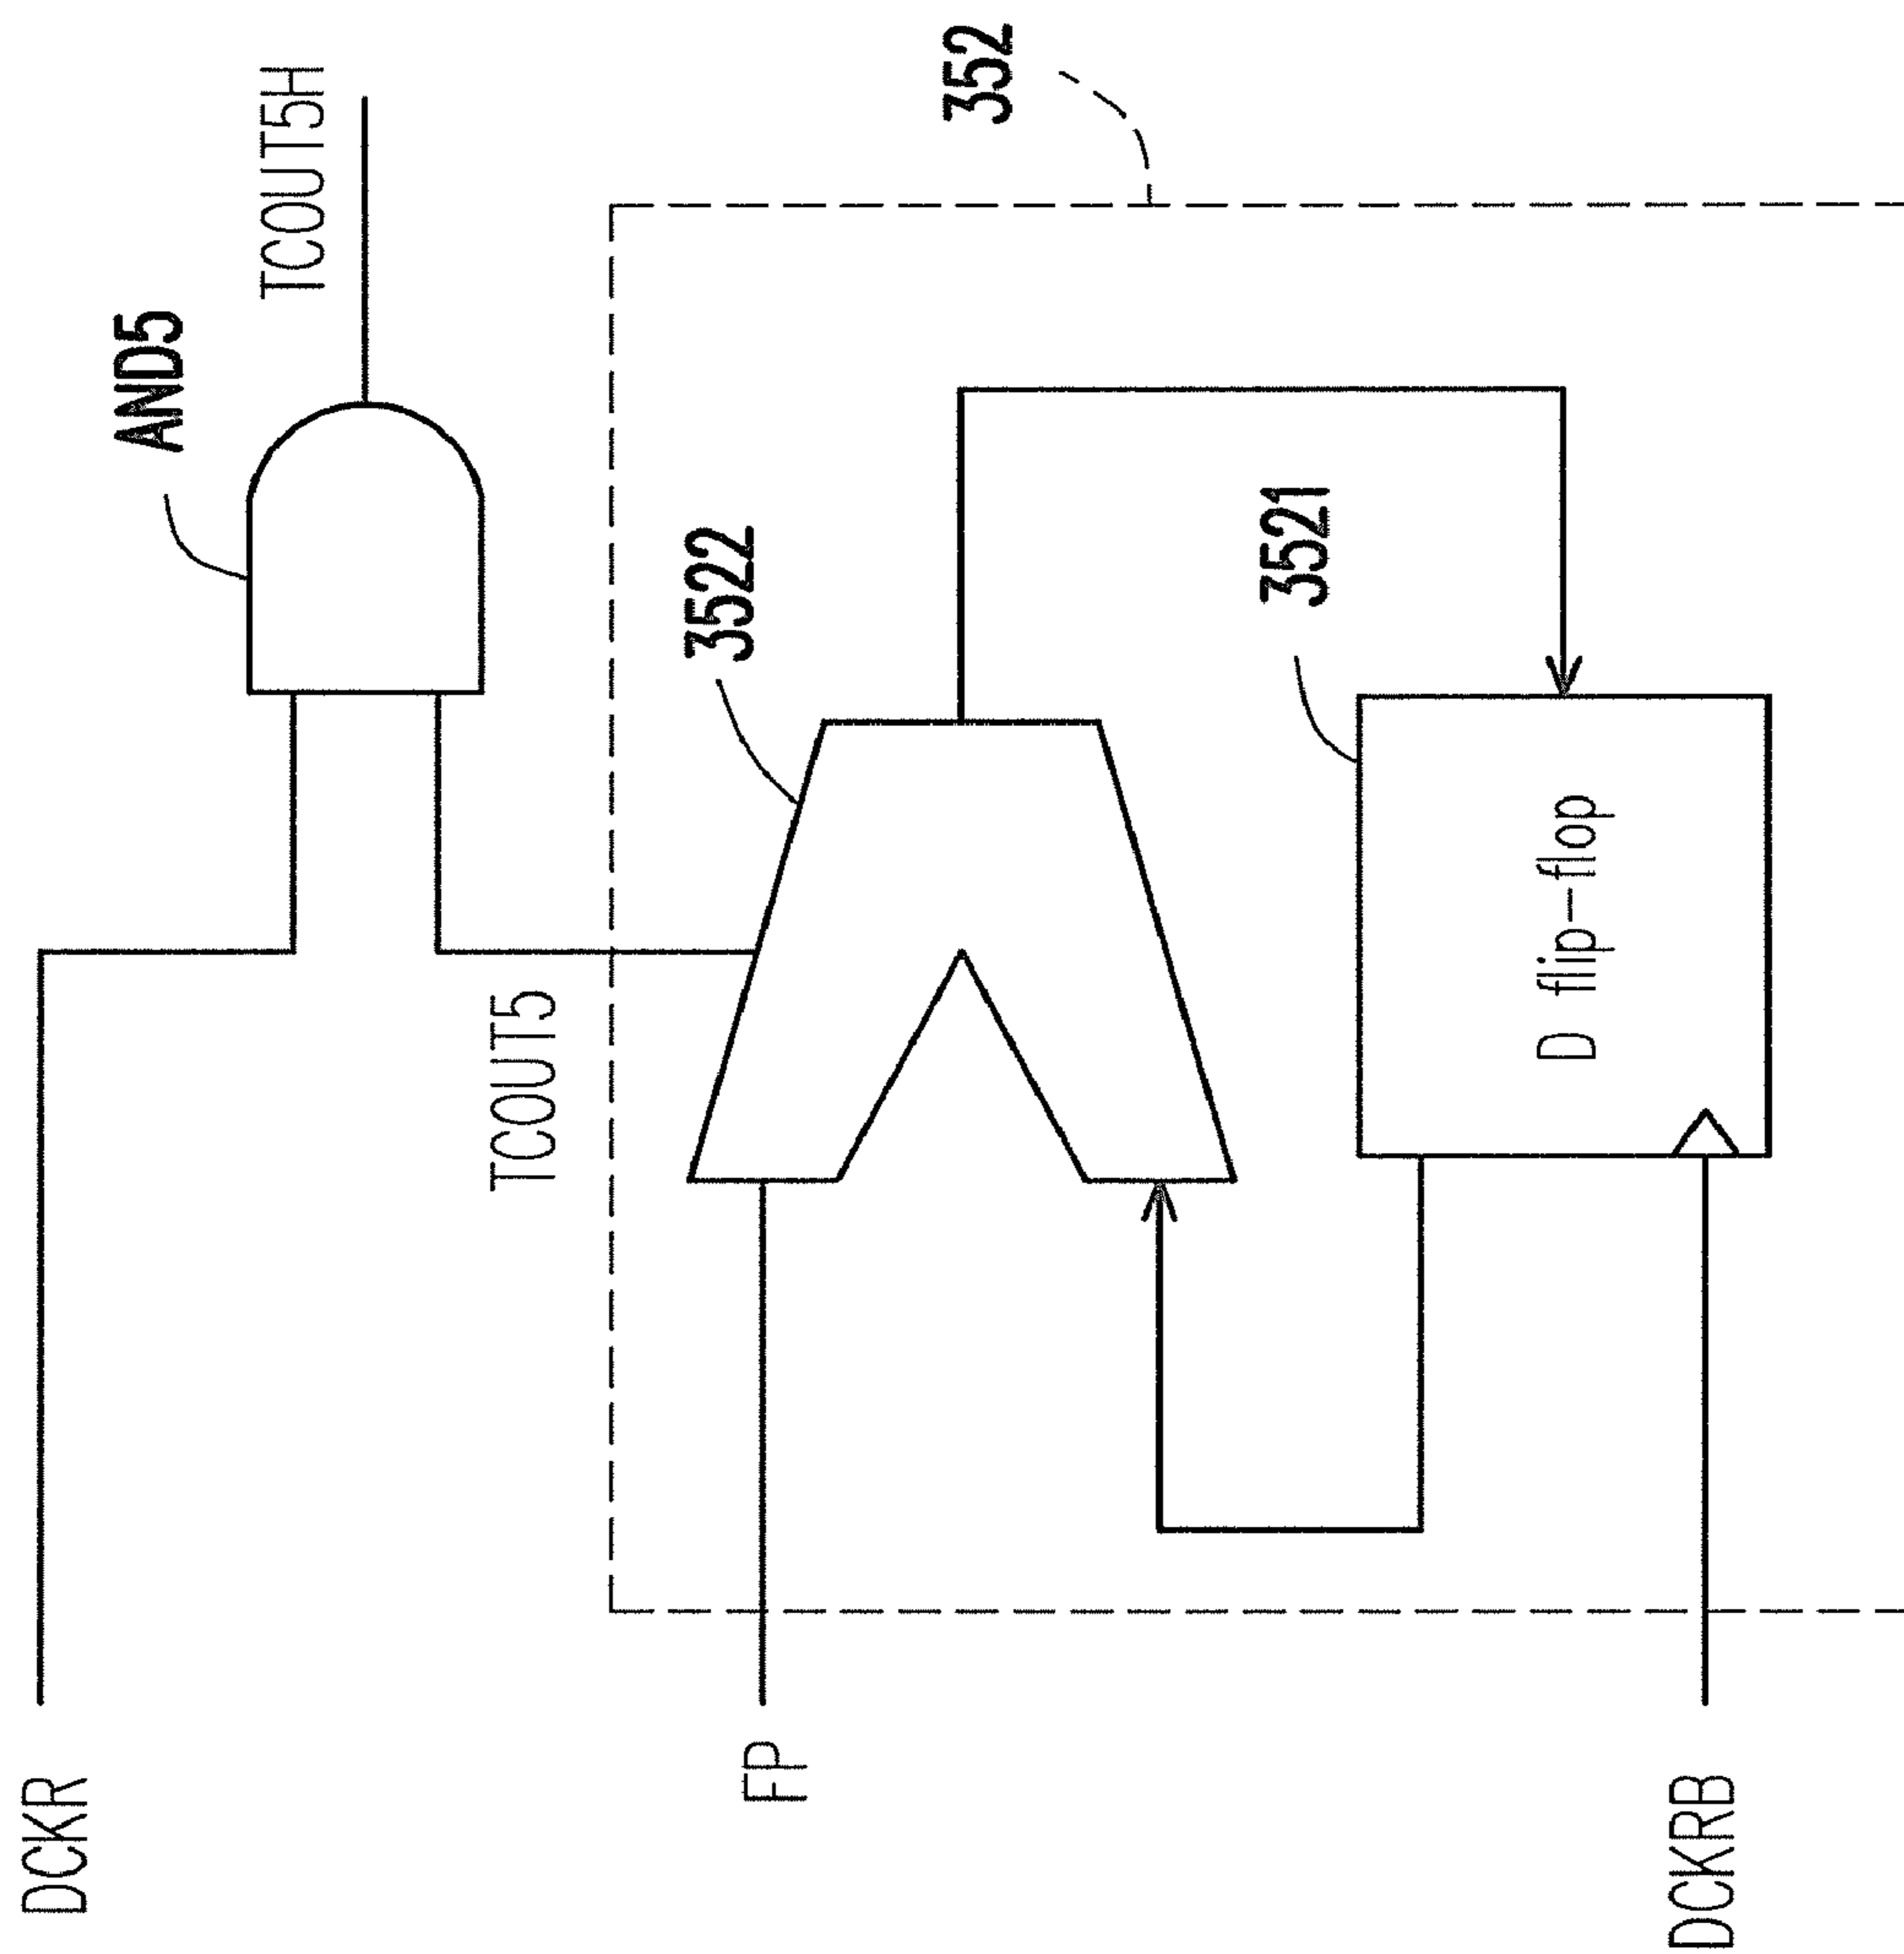 DCKR
AND5
TCOUT5H
TCOUT5
352
FP
3522
3521
D flip-flop
DCKRB